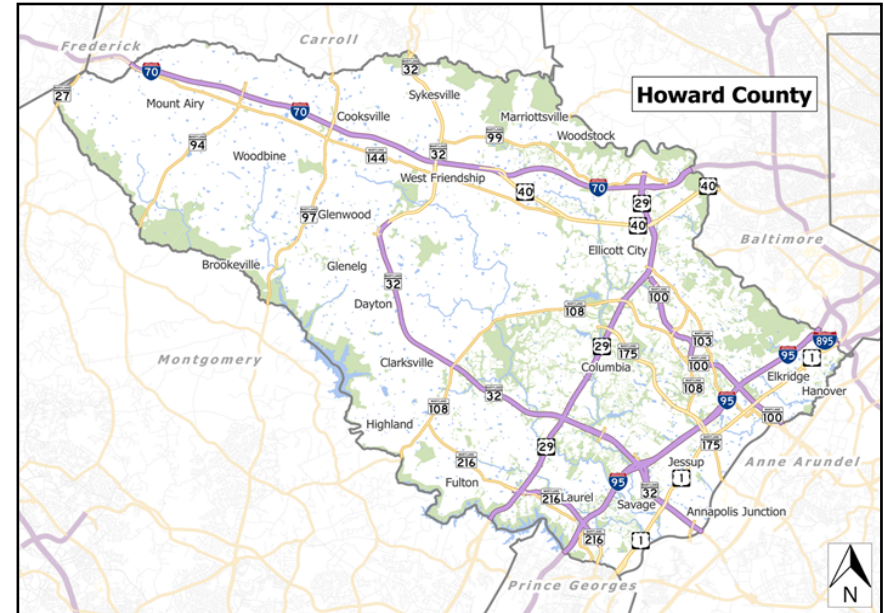 Carroll
Frederick
32
70
27
Sykesville
Howard County
Mount Airy
70
Cooksville
Marriottsville
Woodstock
99
94
144
32
Woodbine
West Friendship
40
70
40
29
97
Glenwood
40
Baltimore
Brookeville
Glenelg
Ellicott City
32
100
Dayton
108
103
895
29
175
95
1
Montgomery
Clarksville
Columbia
100
Elkridge
108
Hanover
32
95
108
100
Highland
29
175
216
Jessup
Anne Arundel
Fulton
95
1
32
216
Laurel
Savage
Annapolis Junction
216
1
Prince Georges
N